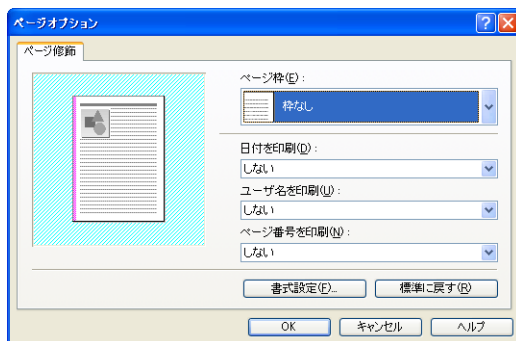 ページオプション
ページ修飾
ページ枠(E):
枠なし
日付を印刷(D):
しない
ユーザ名を印刷(U):
しない
ページ番号を印刷(N):
しない
書式設定(F)...
標準に戻す(R)
OK
キャンセル
ヘルプ